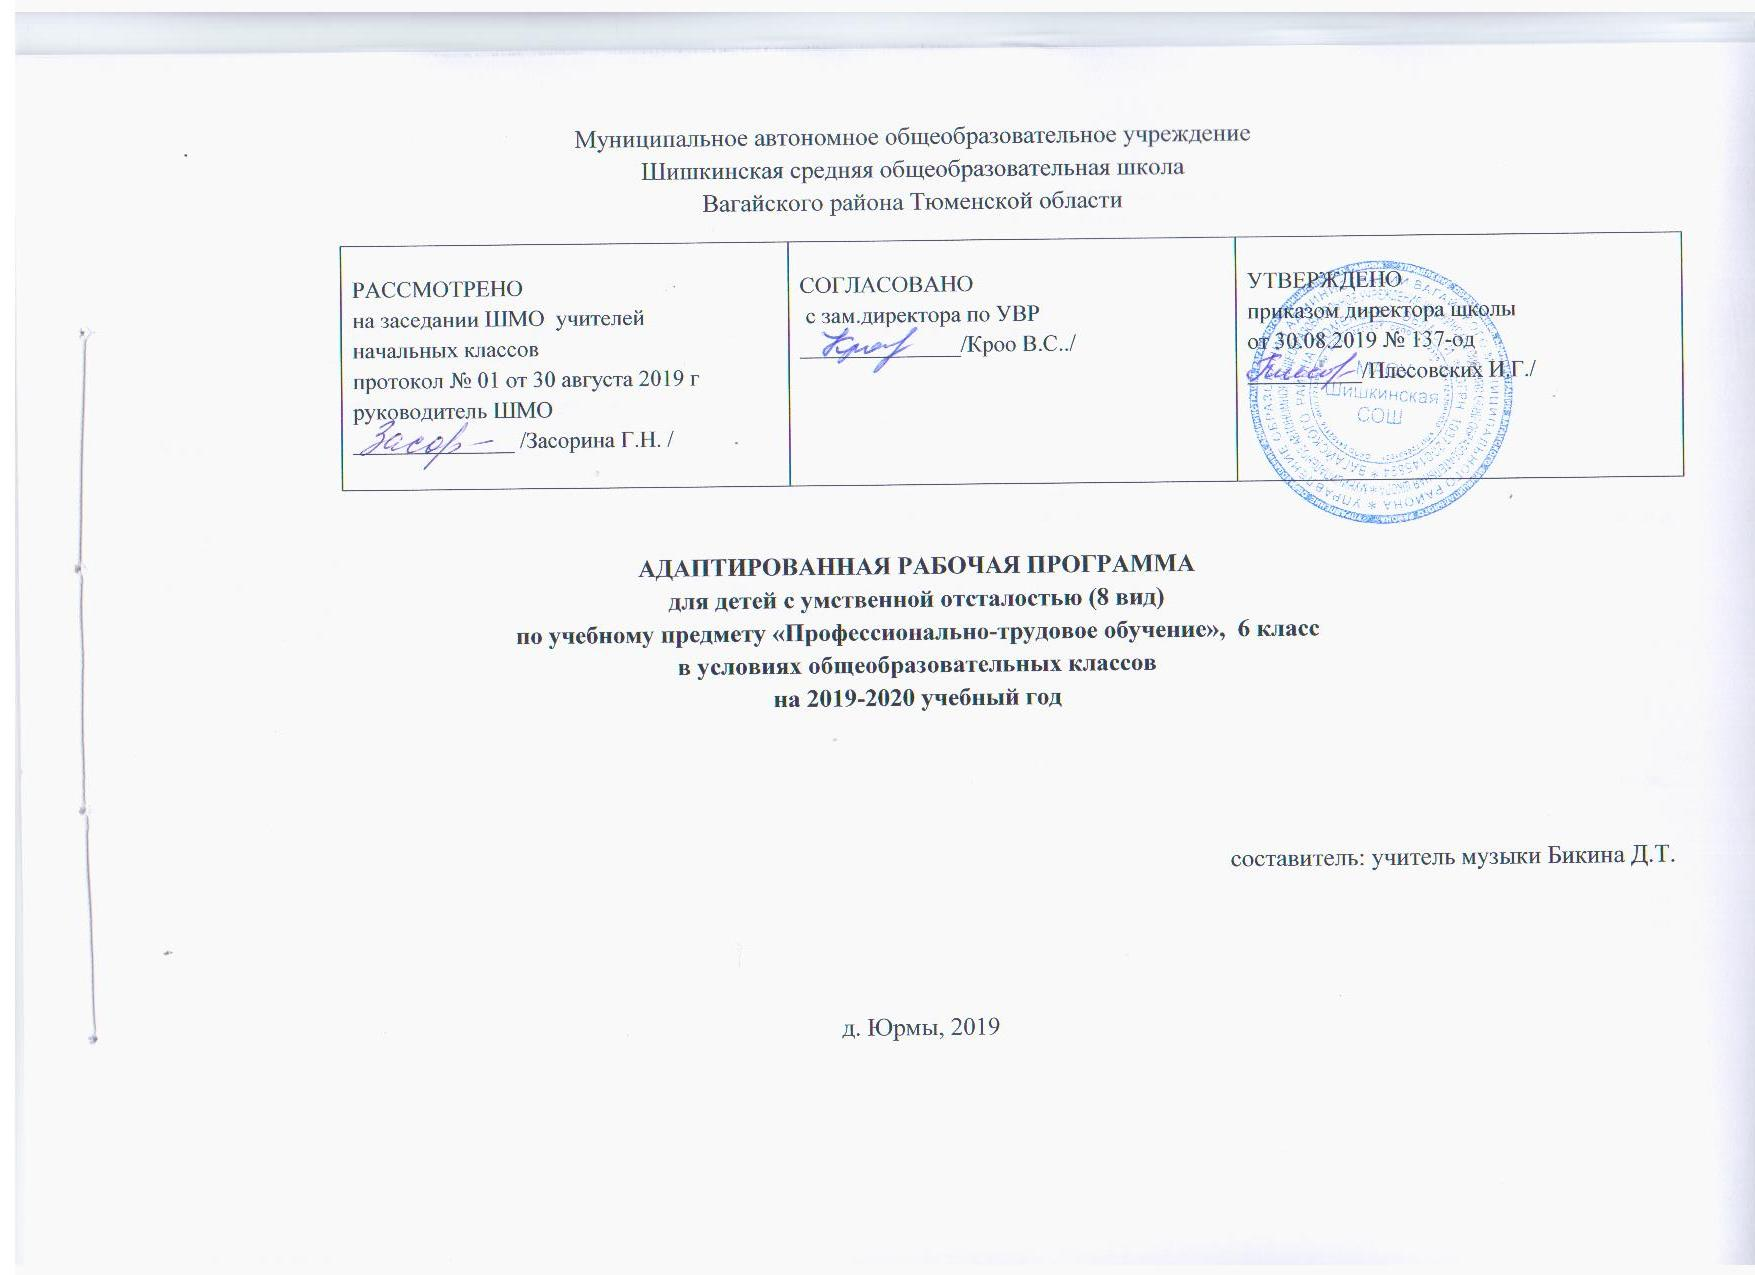 Муниципальное автономное общеобразовательное учреждение
Шишкинская средняя общеобразовательная школа
Вагайского района Тюменской области
РАССМОТРЕНО
на заседании ШМО  учителей
начальных классов
протокол № 01 от 30 августа 2019 г
руководитель ШМО
Засор
_______________ /Засорина Г.Н. /
СОГЛАСОВАНО
с зам.директора по УВР
_______________/Кроо В.С../
УТВЕРЖДЕНО
приказом директора школы
от 30.08.2019 № 137-од
___________/Плесовских И.Г./
Шишкинская
СОШ
АДАПТИРОВАННАЯ РАБОЧАЯ ПРОГРАММА
для детей с умственной отсталостью (8 вид)
по учебному предмету «Профессионально-трудовое обучение»,  6 класс
в условиях общеобразовательных классов
на 2019-2020 учебный год
составитель: учитель музыки Бикина Д.Т.
д. Юрмы, 2019